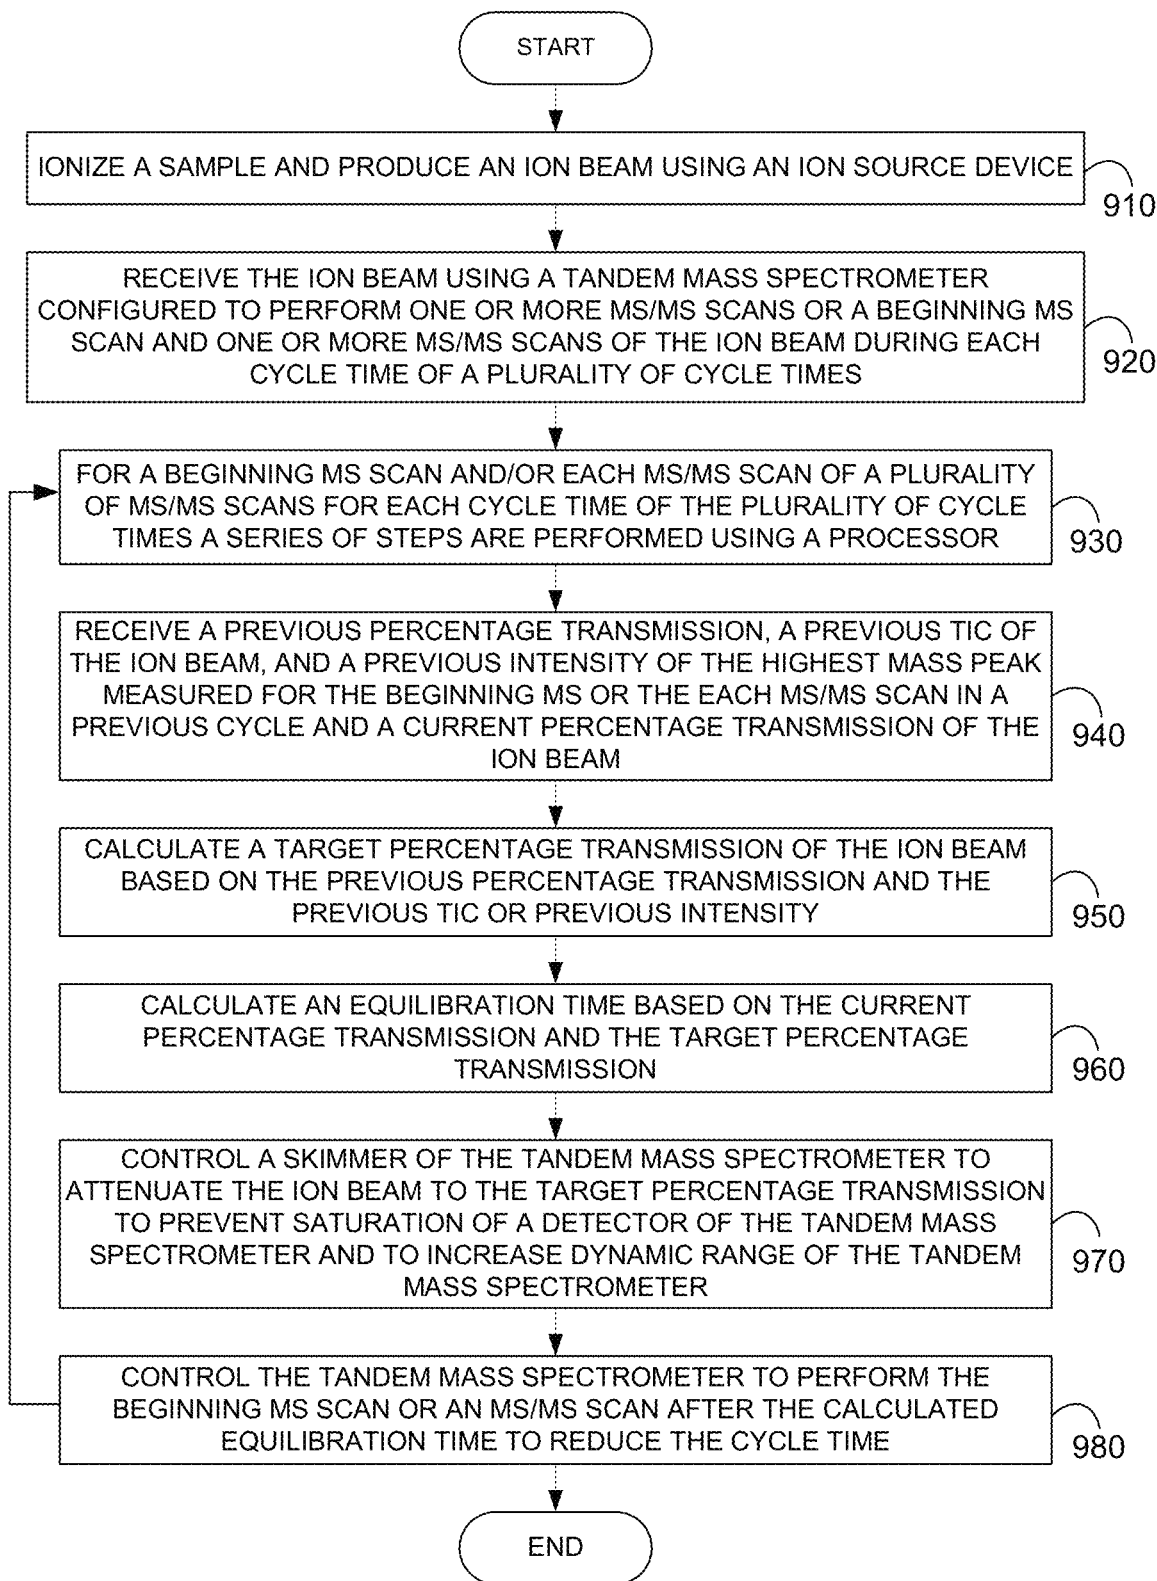 START
IONIZE A SAMPLE AND PRODUCE AN ION BEAM USING AN ION SOURCE DEVICE
910
RECEIVE THE ION BEAM USING A TANDEM MASS SPECTROMETER
CONFIGURED TO PERFORM ONE OR MORE MS/MS SCANS OR A BEGINNING MS
SCAN AND ONE OR MORE MS/MS SCANS OF THE ION BEAM DURING EACH
CYCLE TIME OF A PLURALITY OF CYCLE TIMES
920
FOR A BEGINNING MS SCAN AND/OR EACH MS/MS SCAN OF A PLURALITY
OF MS/MS SCANS FOR EACH CYCLE TIME OF THE PLURALITY OF CYCLE
TIMES A SERIES OF STEPS ARE PERFORMED USING A PROCESSOR
930
RECEIVE A PREVIOUS PERCENTAGE TRANSMISSION, A PREVIOUS TIC OF
THE ION BEAM, AND A PREVIOUS INTENSITY OF THE HIGHEST MASS PEAK
MEASURED FOR THE BEGINNING MS OR THE EACH MS/MS SCAN IN A
PREVIOUS CYCLE AND A CURRENT PERCENTAGE TRANSMISSION OF THE
ION BEAM
940
CALCULATE A TARGET PERCENTAGE TRANSMISSION OF THE ION BEAM
BASED ON THE PREVIOUS PERCENTAGE TRANSMISSION AND THE
PREVIOUS TIC OR PREVIOUS INTENSITY
950
CALCULATE AN EQUILIBRATION TIME BASED ON THE CURRENT
PERCENTAGE TRANSMISSION AND THE TARGET PERCENTAGE
TRANSMISSION
960
CONTROL A SKIMMER OF THE TANDEM MASS SPECTROMETER TO
ATTENUATE THE ION BEAM TO THE TARGET PERCENTAGE TRANSMISSION
TO PREVENT SATURATION OF A DETECTOR OF THE TANDEM MASS
SPECTROMETER AND TO INCREASE DYNAMIC RANGE OF THE TANDEM
MASS SPECTROMETER
970
CONTROL THE TANDEM MASS SPECTROMETER TO PERFORM THE
BEGINNING MS SCAN OR AN MS/MS SCAN AFTER THE CALCULATED
EQUILIBRATION TIME TO REDUCE THE CYCLE TIME
980
END